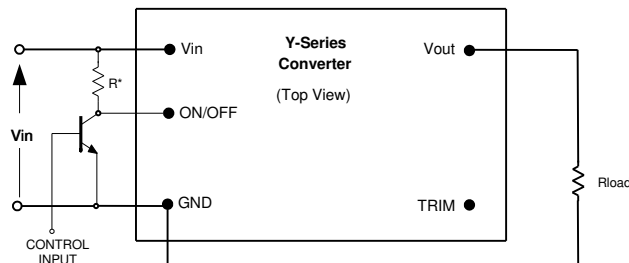 Y-Series
Converter
(Top View)
Vin
Vout
R*
ON/OFF
Vin
GND
TRIM
Rload
CONTROL
INPUT